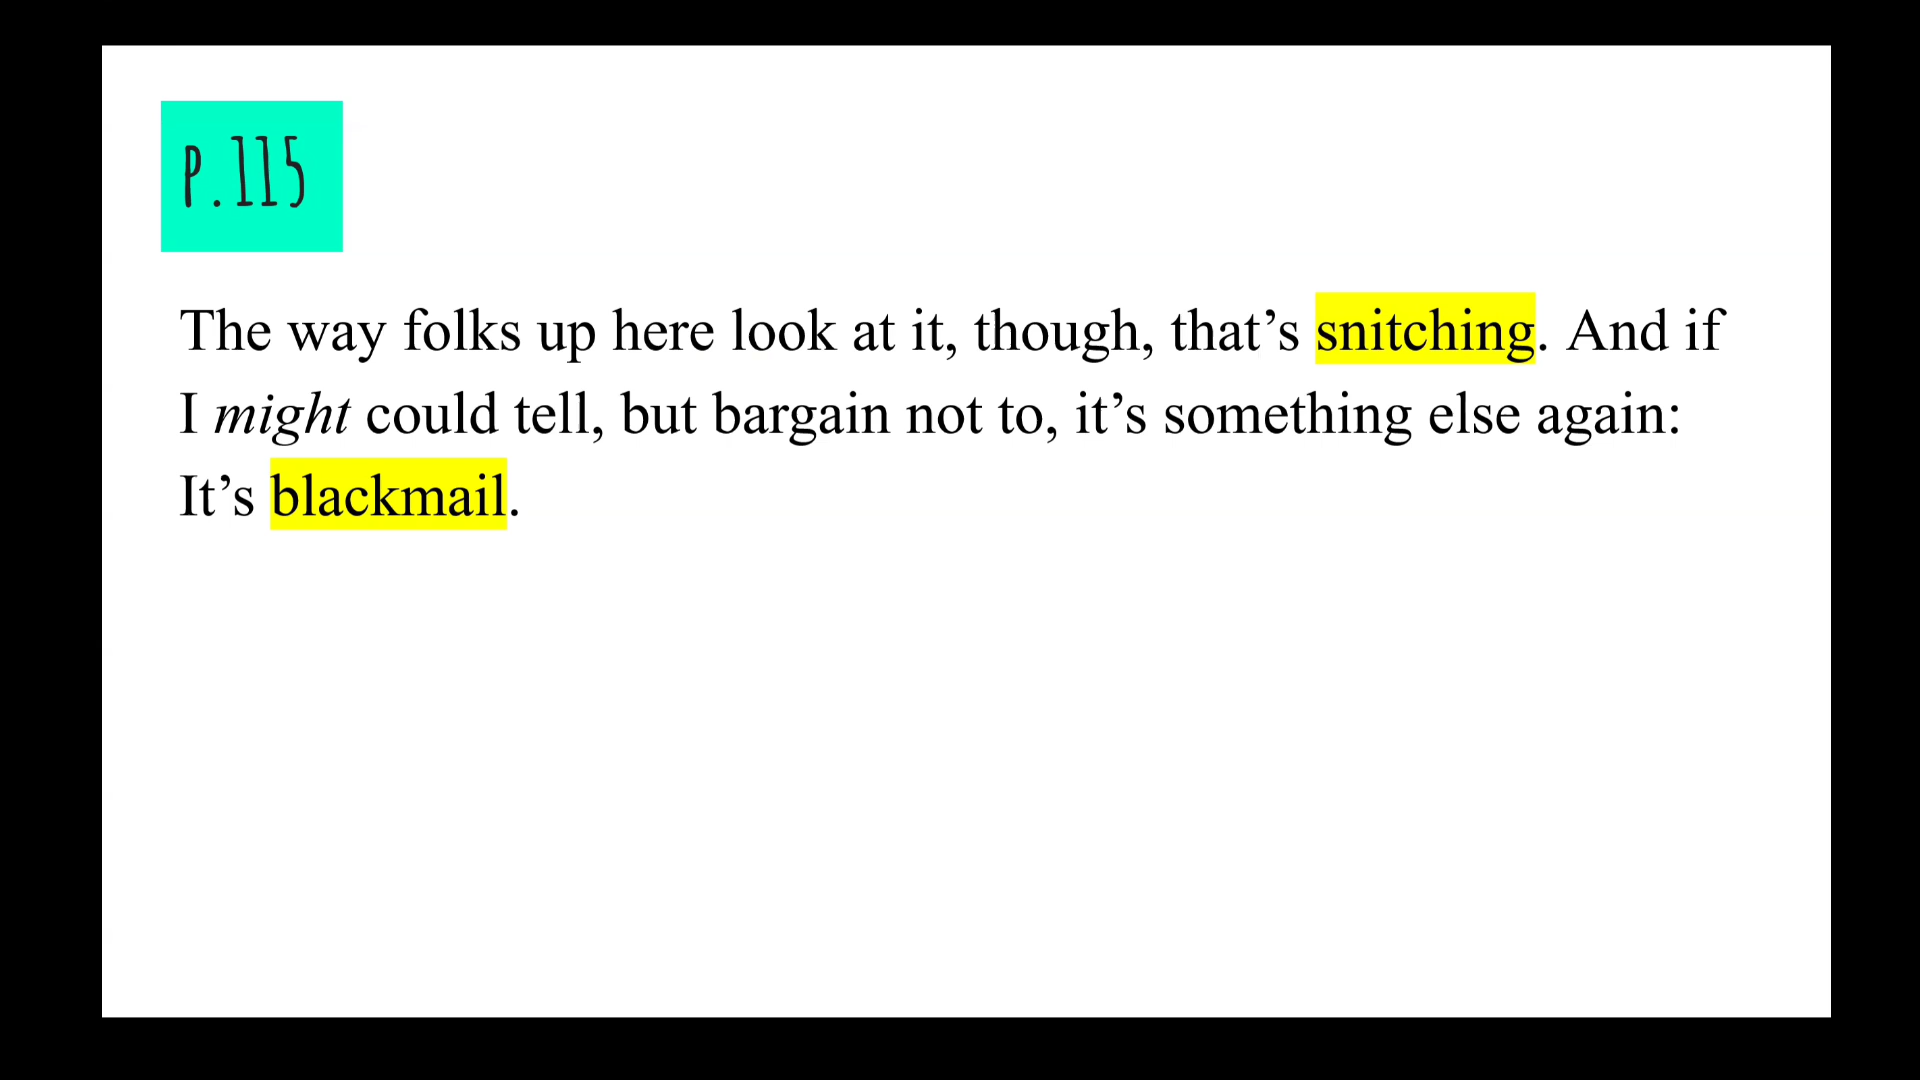 P.115
The way folks up here look at it, though, that’s snitching. And if
I might could tell, but bargain not to, it’s something else again:
It’s blackmail.